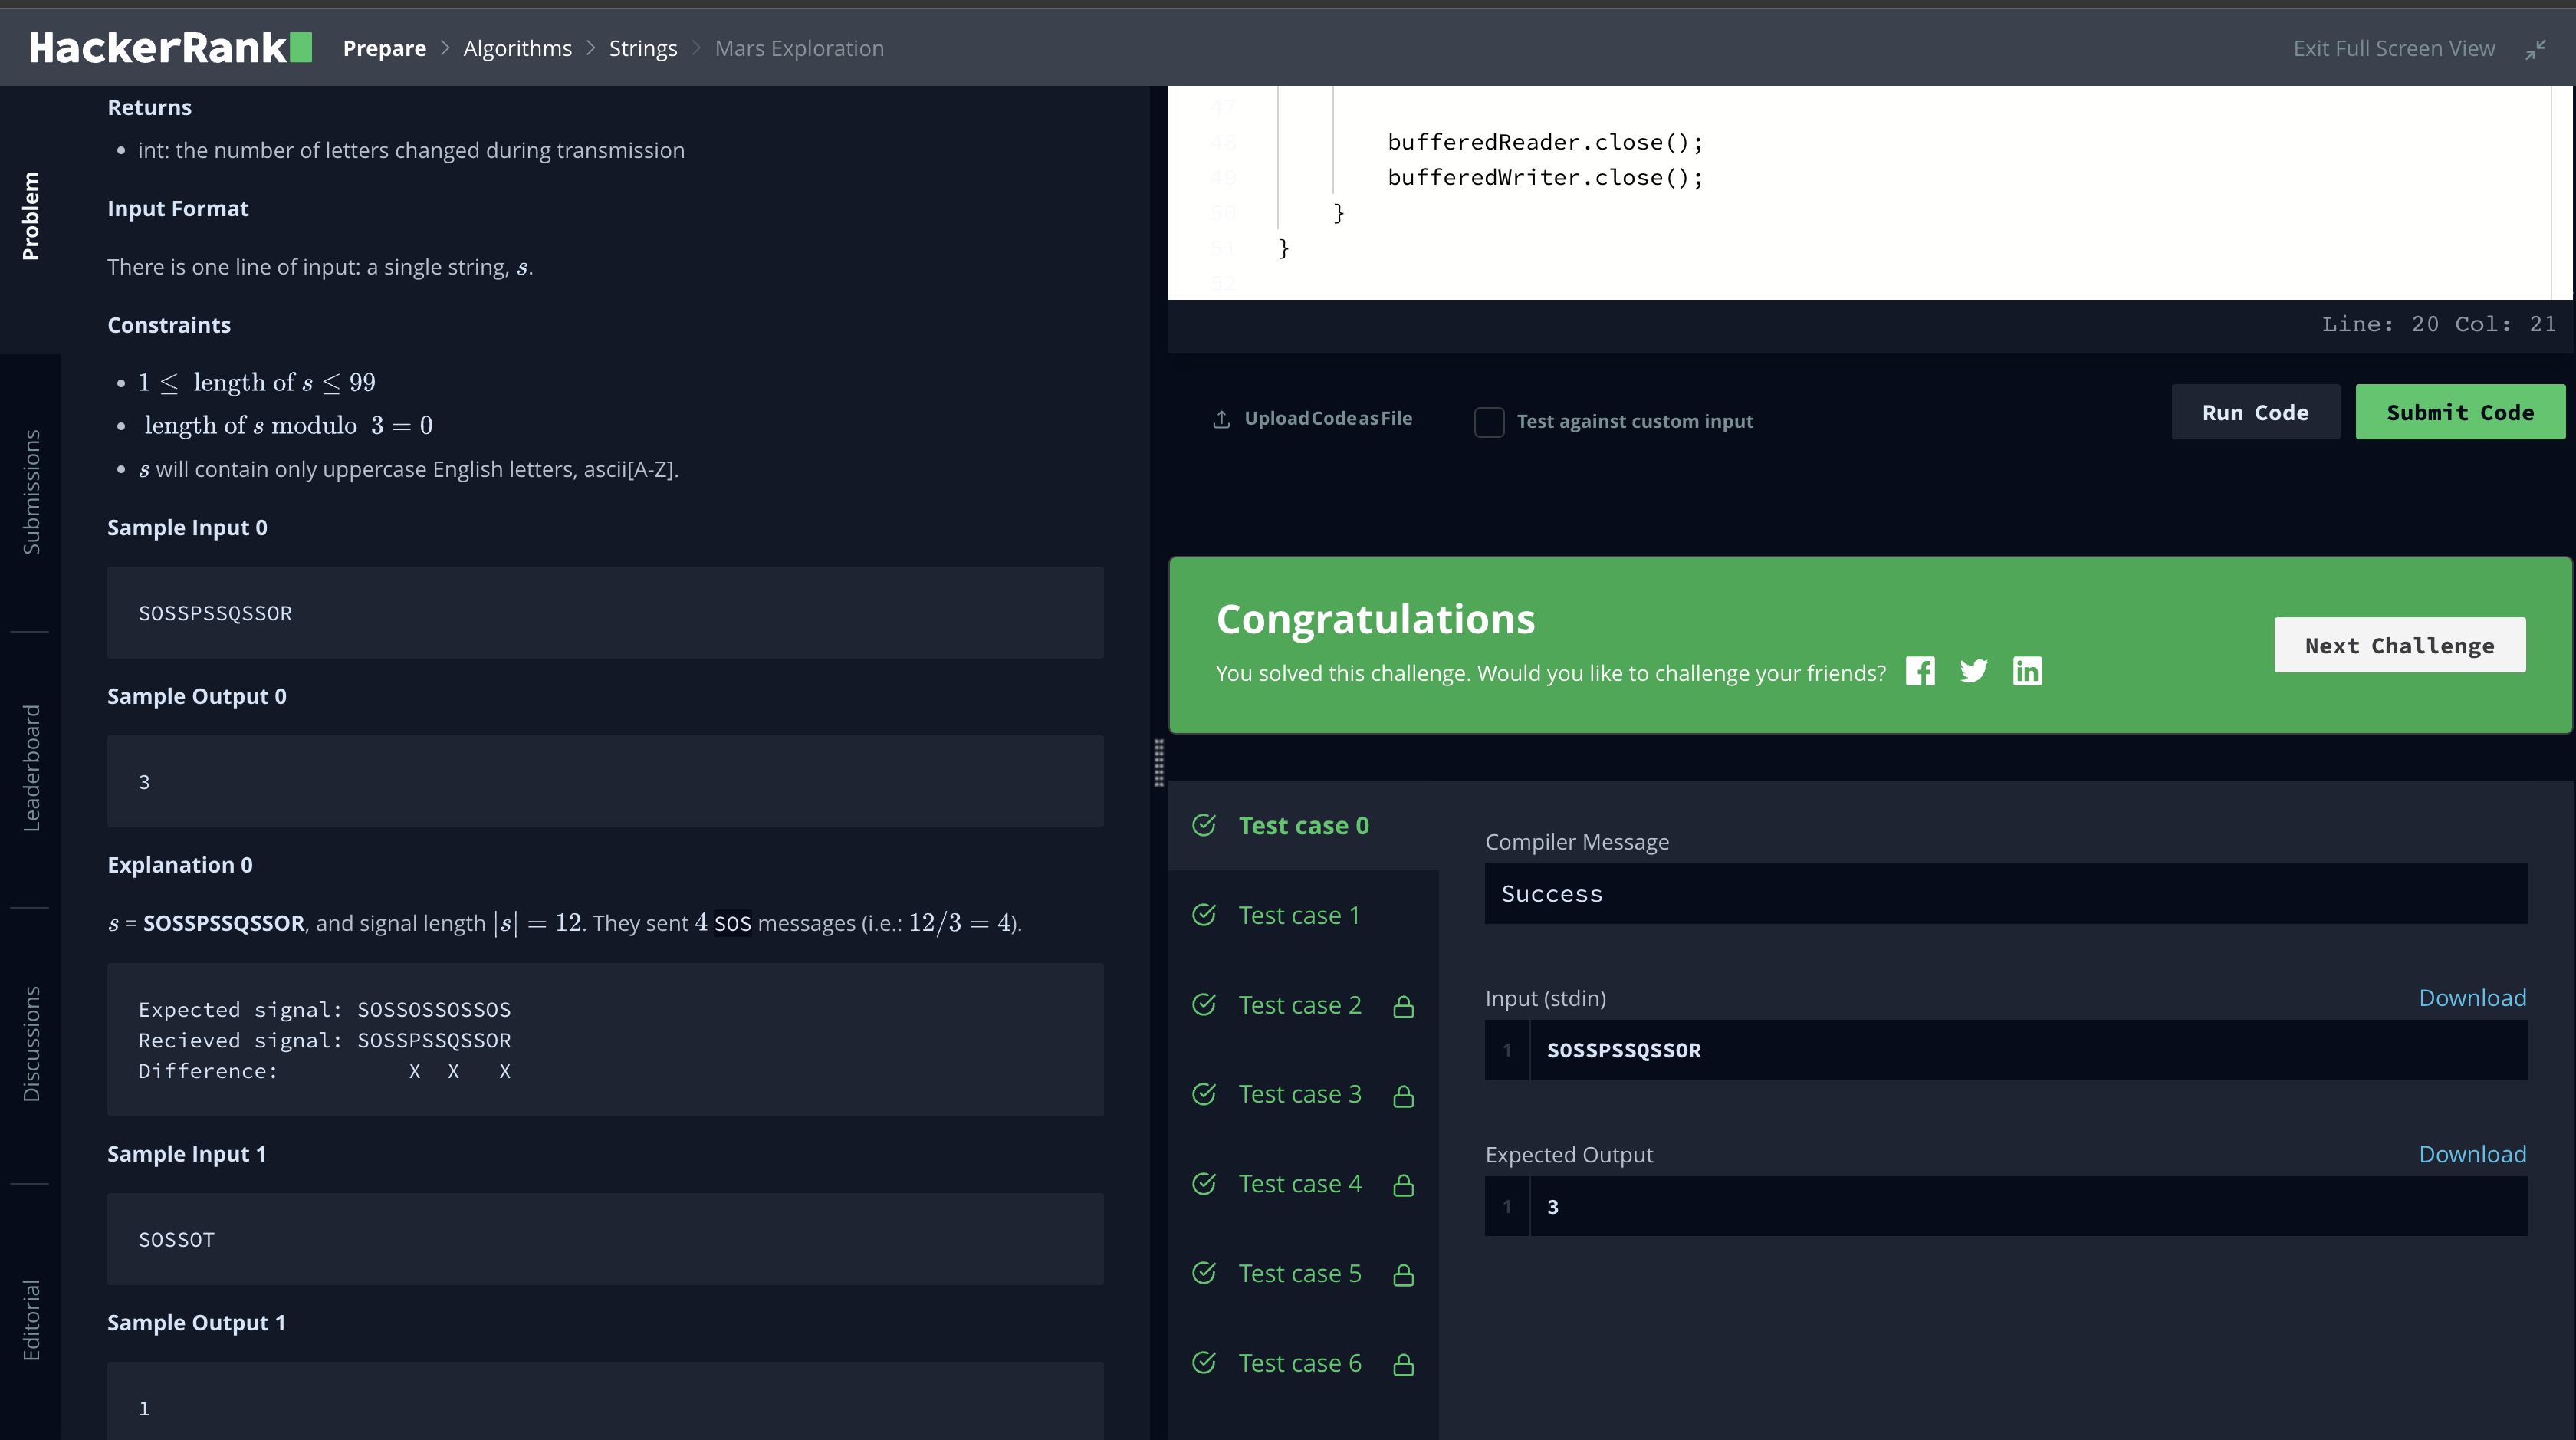 HackerRank Prepare > Algorithms > Strings > Mars Exploration Exit Full Screen View
Problem
Submissions
Leaderboard
Discussions
Editorial
Returns
• int: the number of letters changed during transmission
Input Format
There is one line of input: a single string, s.
Constraints
• 1 ≤ length of s ≤ 99
• length of s modulo 3 = 0
• s will contain only uppercase English letters, ascii[A-Z].
Sample Input 0
SOSSPSSQSSOR
Sample Output 0
3
Explanation 0
s = SOSSPSSQSSOR, and signal length |s| = 12. They sent 4 SOS messages (i.e.: 12/3 = 4).
Expected signal: SOSSOSSOSSOS
Recieved signal: SOSSPSSQSSOR
Difference: X X X
Sample Input 1
SOSSOT
Sample Output 1
1
47
48 bufferedReader.close();
49 bufferedWriter.close();
50 }
51 }
52
Line: 20 Col: 21
Upload Code as File Test against custom input Run Code Submit Code
Congratulations
You solved this challenge. Would you like to challenge your friends?
Next Challenge
Test case 0
Test case 1
Test case 2
Test case 3
Test case 4
Test case 5
Test case 6
Compiler Message
Success
Input (stdin) Download
1 SOSSPSSQSSOR
Expected Output Download
1 3